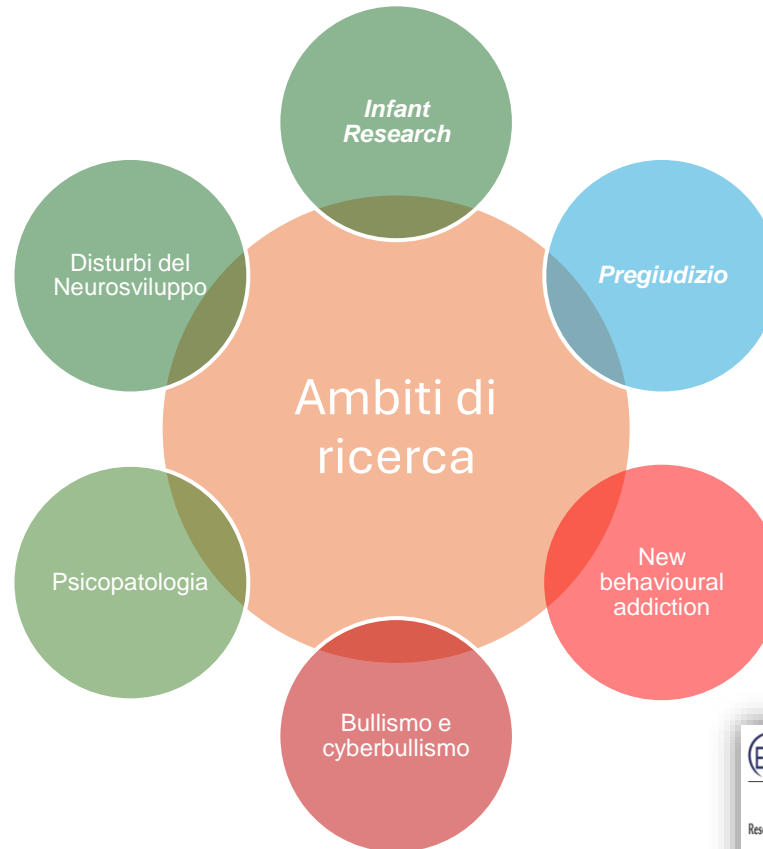 Infant
Research
Disturbi del
Neurosviluppo
Pregiudizio
Ambiti di
ricerca
Psicopatologia
New
behavioural
addiction
Bullismo e
cyberbullismo